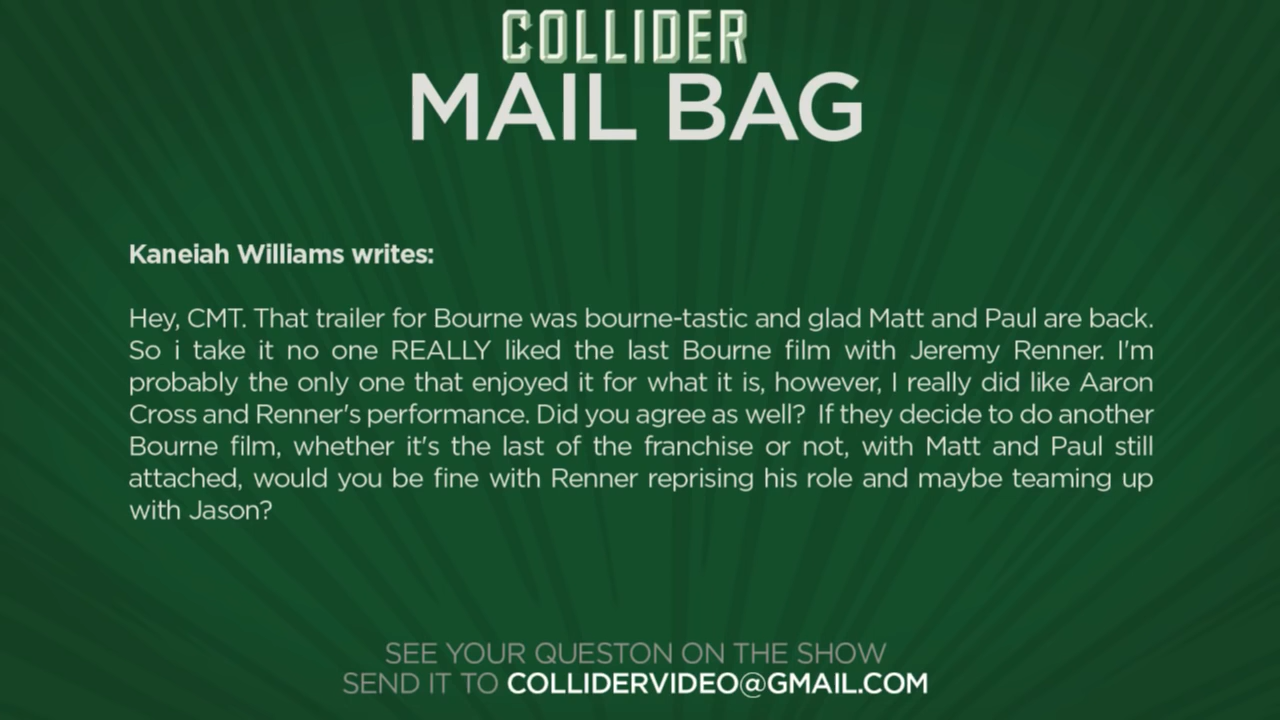 COLLIDER
MAIL BAG
Kaneiah Williams writes:
Hey, CMT. That trailer for Bourne was bourne-tastic and glad Matt and Paul are back.
So i take it no one REALLY liked the last Bourne film with Jeremy Renner. I'm
probably the only one that enjoyed it for what it is, however, I really did like Aaron
Cross and Renner's performance. Did you agree as well?  If they decide to do another
Bourne film, whether it's the last of the franchise or not, with Matt and Paul still
attached, would you be fine with Renner reprising his role and maybe teaming up
with Jason?
SEE YOUR QUESTON ON THE SHOW
SEND IT TO COLLIDERVIDEO@GMAIL.COM